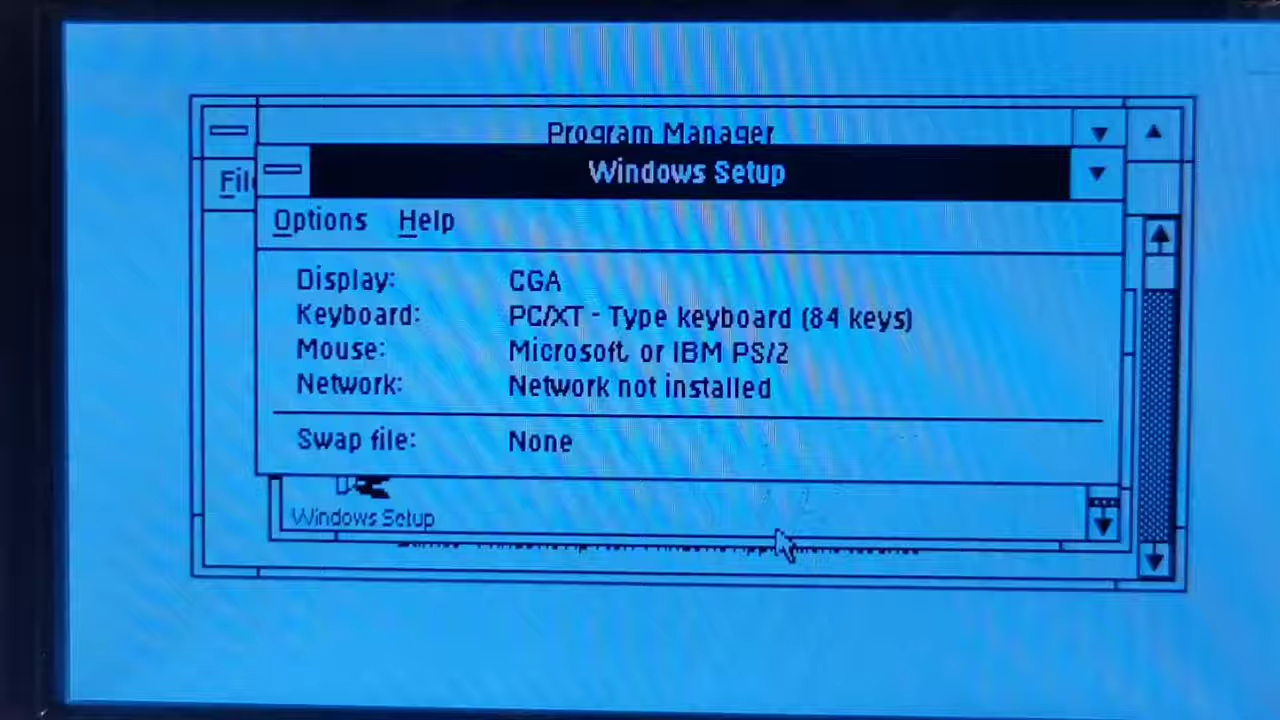 Program Manager
Windows Setup
Fil
Options Help
Display: CGA
Keyboard: PC/XT - Type keyboard (84 keys)
Mouse: Microsoft or IBM PS/2
Network: Network not installed
Swap file: None
Windows Setup